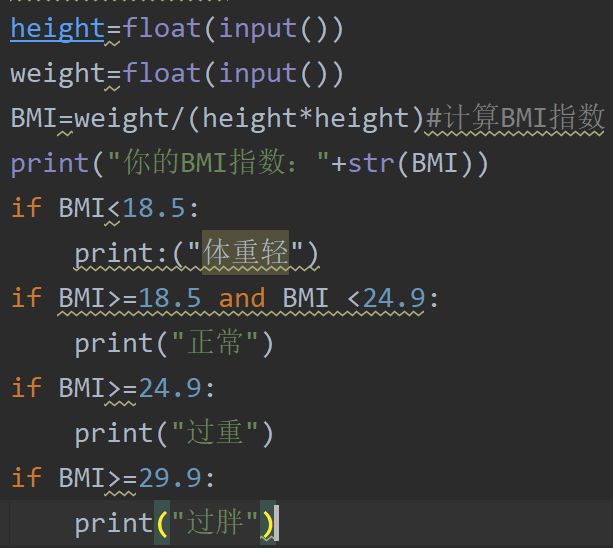 height=float(input())
weight=float(input())
BMI=weight/(height*height)#计算BMI指数
print("你的BMI指数："+str(BMI))
if BMI<18.5:
    print:("体重轻")
if BMI>=18.5 and BMI <24.9:
    print("正常")
if BMI>=24.9:
    print("过重")
if BMI>=29.9:
    print("过胖")